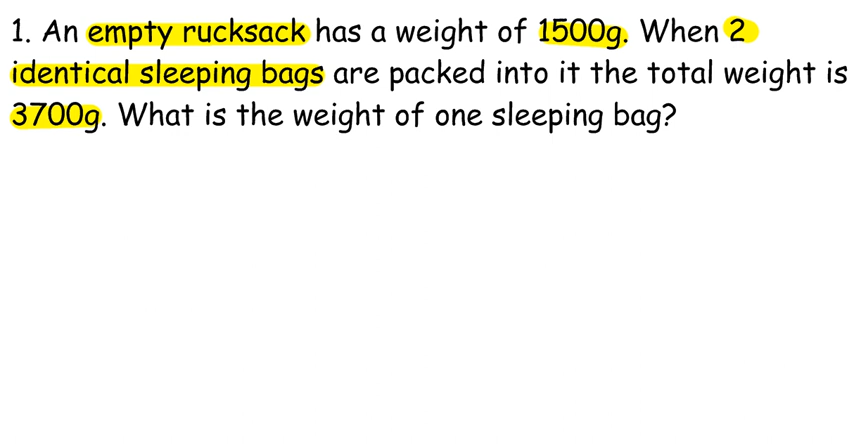 1. An empty rucksack has a weight of 1500g. When 2
identical sleeping bags are packed into it the total weight is
3700g. What is the weight of one sleeping bag?